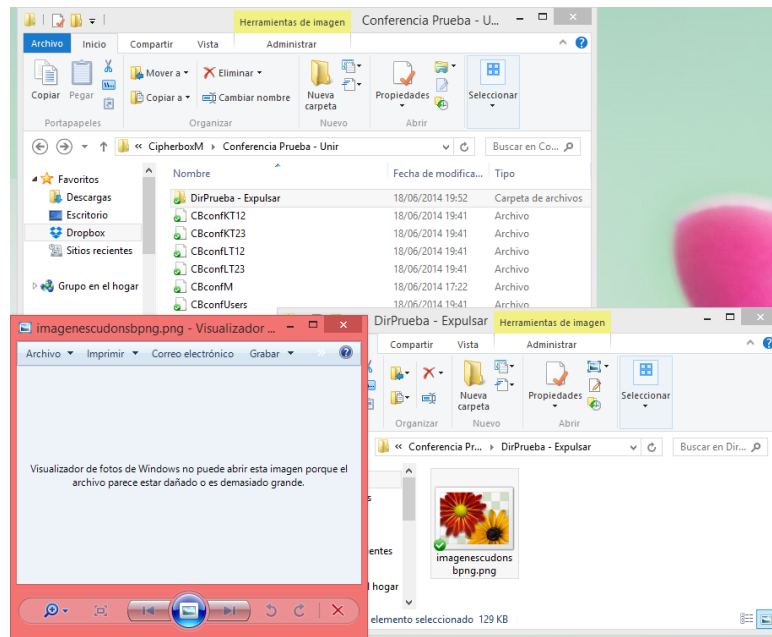 Herramientas de imagen
Conferencia Prueba - U...
Archivo Inicio Compartir Vista Administrar
Copiar Pegar
Mover a Eliminar
Copiar a Cambiar nombre
Nueva carpeta
Propiedades
Seleccionar
Portapapeles Organizar Nuevo Abrir
« CipherboxM Conferencia Prueba - Unir
Buscar en Co...
Favoritos
Descargas
Escritorio
Dropbox
Sitios recientes
Grupo en el hogar
Nombre Fecha de modifica... Tipo
DirPrueba - Expulsar 18/06/2014 19:52 Carpeta de archivos
CBconfKT12 18/06/2014 19:41 Archivo
CBconfKT23 18/06/2014 19:41 Archivo
CBconfLT12 18/06/2014 19:41 Archivo
CBconfLT23 18/06/2014 19:41 Archivo
CBconfM 18/06/2014 17:22 Archivo
CBconfUsers 18/06/2014 19:41 Archivo
imagenescudonsbpng.png - Visualizador ...
Archivo Imprimir Correo electrónico Grabar »
Visualizador de fotos de Windows no puede abrir esta imagen porque el
archivo parece estar dañado o es demasiado grande.
DirPrueba - Expulsar Herramientas de imagen
Compartir Vista Administrar
Nueva
carpeta
Propiedades
Seleccionar
Organizar Nuevo Abrir
« Conferencia Pr... DirPrueba - Expulsar
Buscar en Dir...
entes
hogar
imagenescudons
bpng.png
elemento seleccionado 129 KB